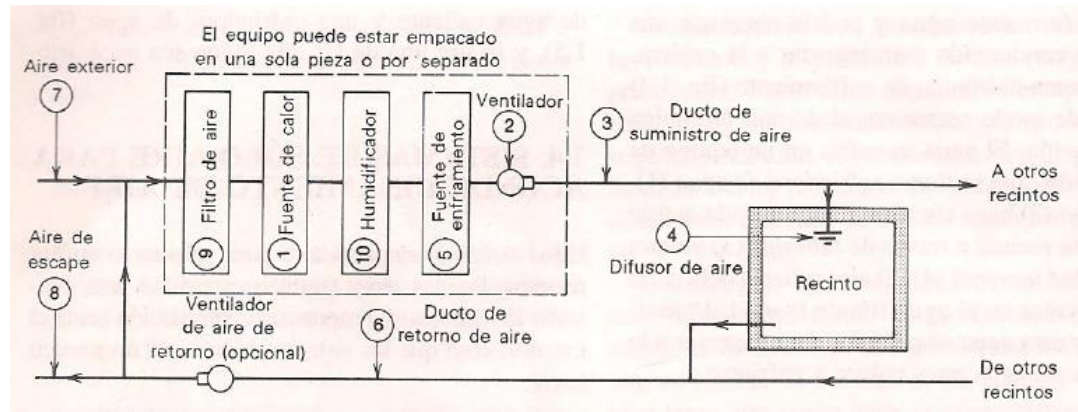 El equipo puede estar empacado
en una sola pieza o por separado
Aire exterior
7
Filtro de aire
9
Fuente de calor
1
Humidificador
10
Fuente de
enfriamiento
5
Ventilador
2
3
Ducto de
suministro de aire
A otros
recintos
4
Difusor de aire
Recinto
Aire de
escape
8
Ventilador
de aire de
retorno (opcional)
6
Ducto de
retorno de aire
De otros
recintos